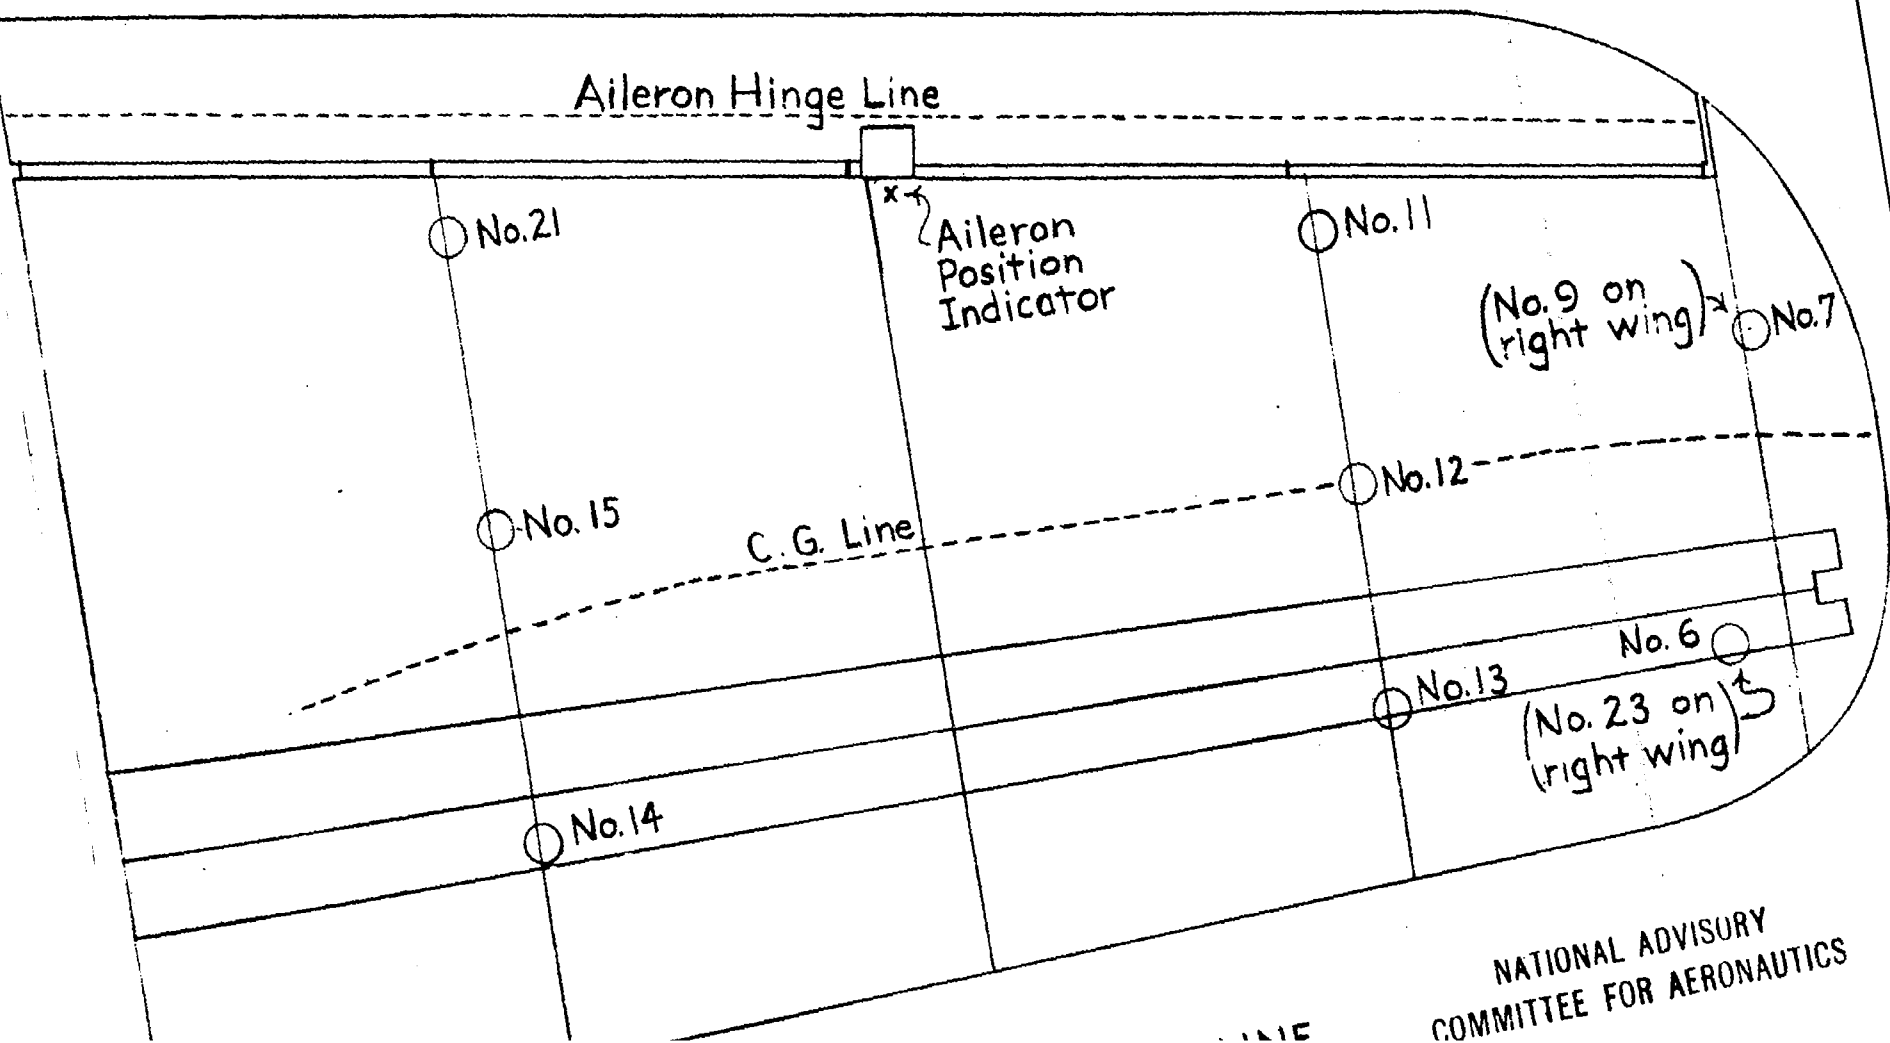 Aileron Hinge Line
No.21
x
Aileron
Position
Indicator
No.11
(No.9 on
right wing)
No.7
No.15
C.G. Line
No.12
No.6
No.13
(No. 23 on
right wing)
No.14
NATIONAL ADVISORY
COMMITTEE FOR AERONAUTICS